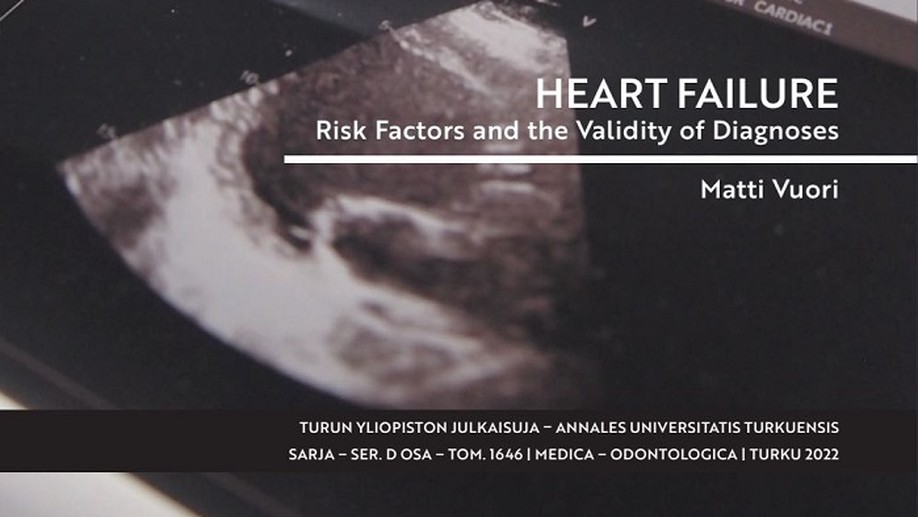 CARDIACI
HEART FAILURE
Risk Factors and the Validity of Diagnoses
Matti Vuori
TURUN YLIOPISTON JULKAISUJA – ANNALES UNIVERSITATIS TURKUENSIS
SARJA – SER. D OSA – TOM. 1646 | MEDICA – ODONTOLOGICA | TURKU 2022